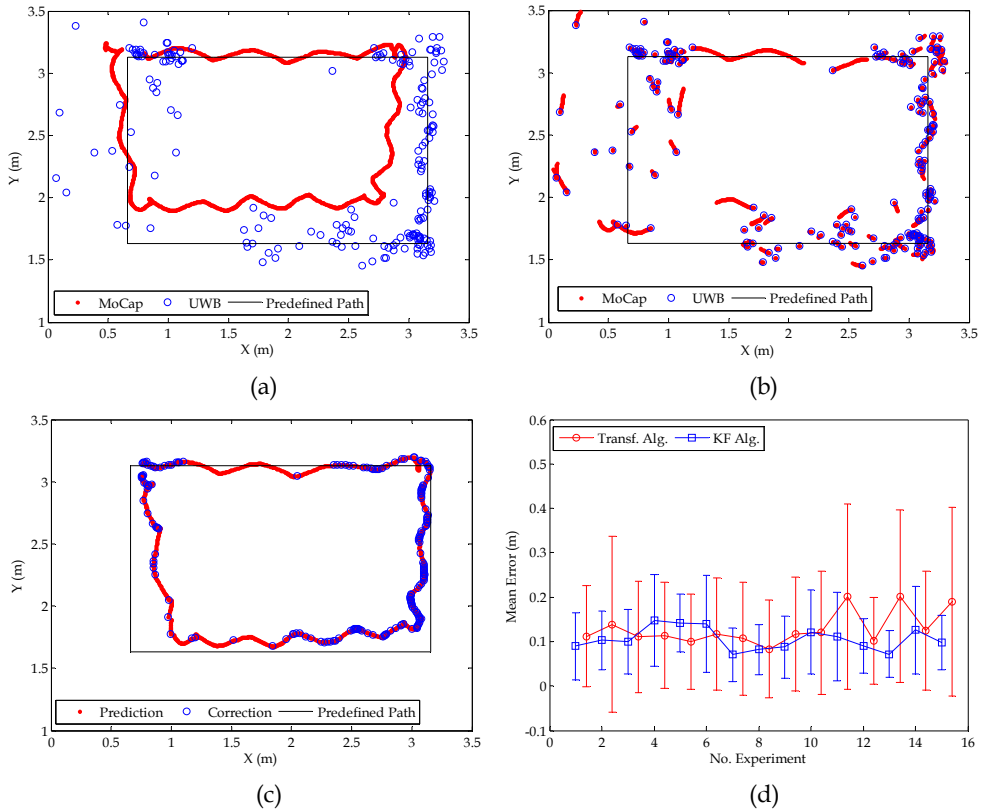 3.5
3
2.5
2
1.5
1
Y (m)
0 0.5 1 1.5 2 2.5 3 3.5
X (m)
MoCap UWB Predefined Path
(a)
3.5
3
2.5
2
1.5
1
Y (m)
0 0.5 1 1.5 2 2.5 3 3.5
X (m)
MoCap UWB Predefined Path
(b)
3.5
3
2.5
2
1.5
1
Y (m)
0 0.5 1 1.5 2 2.5 3 3.5
X (m)
Prediction Correction Predefined Path
(c)
0.6
0.5
0.4
0.3
0.2
0.1
0
-0.1
Mean Error (m)
0 2 4 6 8 10 12 14 16
No. Experiment
Transf. Alg. KF Alg.
(d)